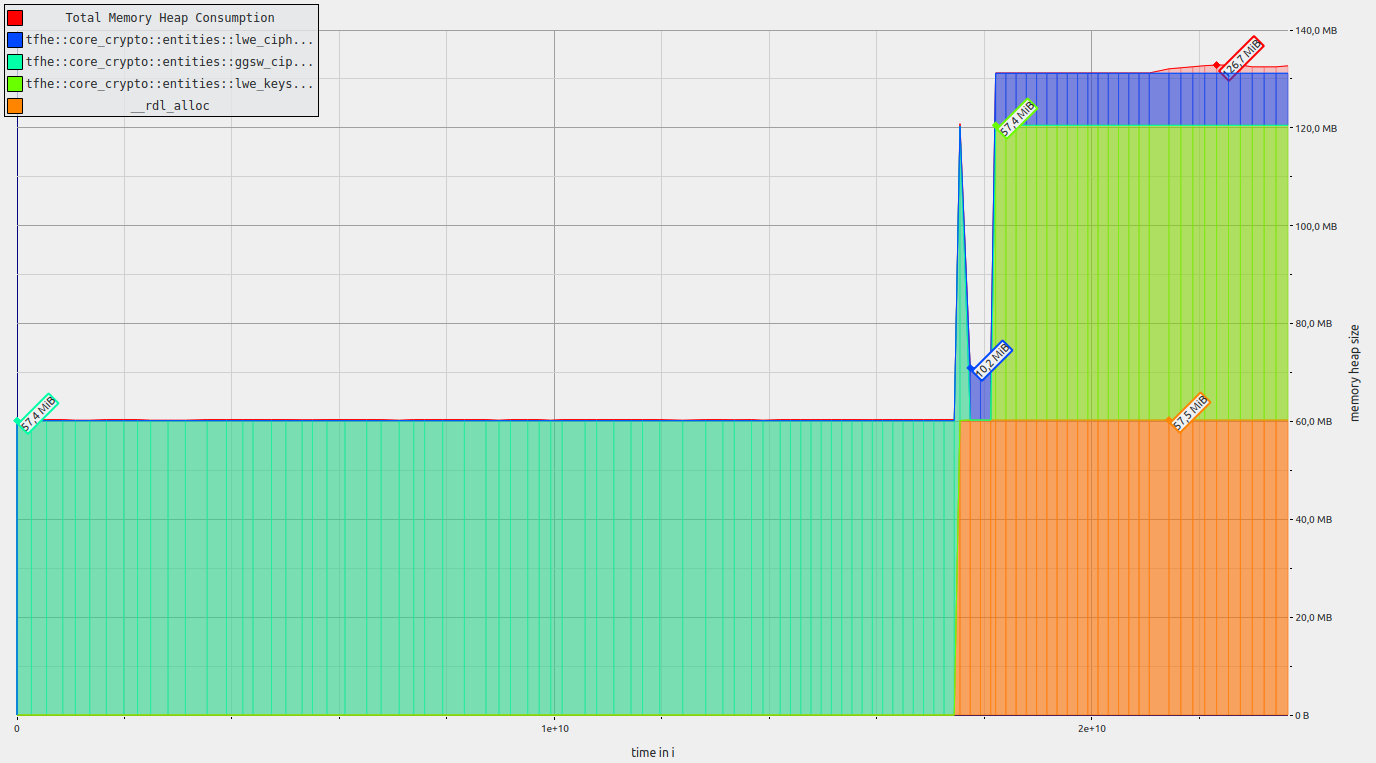 Total Memory Heap Consumption
tfhe::core_crypto::entities::lwe_ciph...
tfhe::core_crypto::entities::ggsw_cip...
tfhe::core_crypto::entities::lwe_keys...
__rdl_alloc
140,0 MB
126,7 MiB
57,4 MiB
120,0 MB
100,0 MB
80,0 MB
10,2 MiB
57,4 MiB
57,5 MiB
60,0 MB
40,0 MB
20,0 MB
0 B
memory heap size
0
1e+10
2e+10
time in i